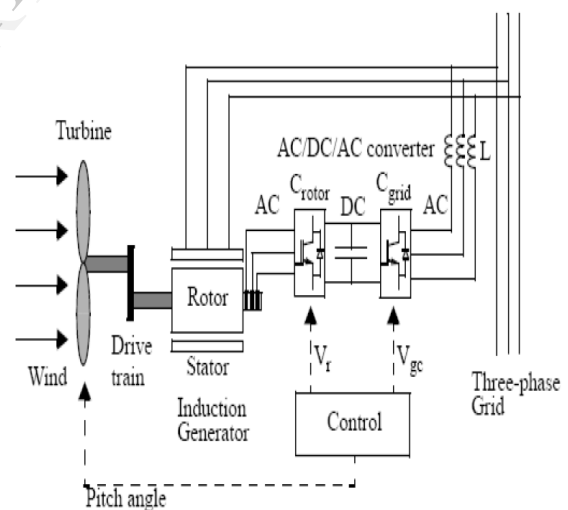 Turbine
AC/DC/AC converter
L
C_rotor
C_grid
AC
DC
AC
Rotor
Drive
train
Stator
Wind
Induction
Generator
V_r
V_gc
Control
Three-phase
Grid
Pitch angle